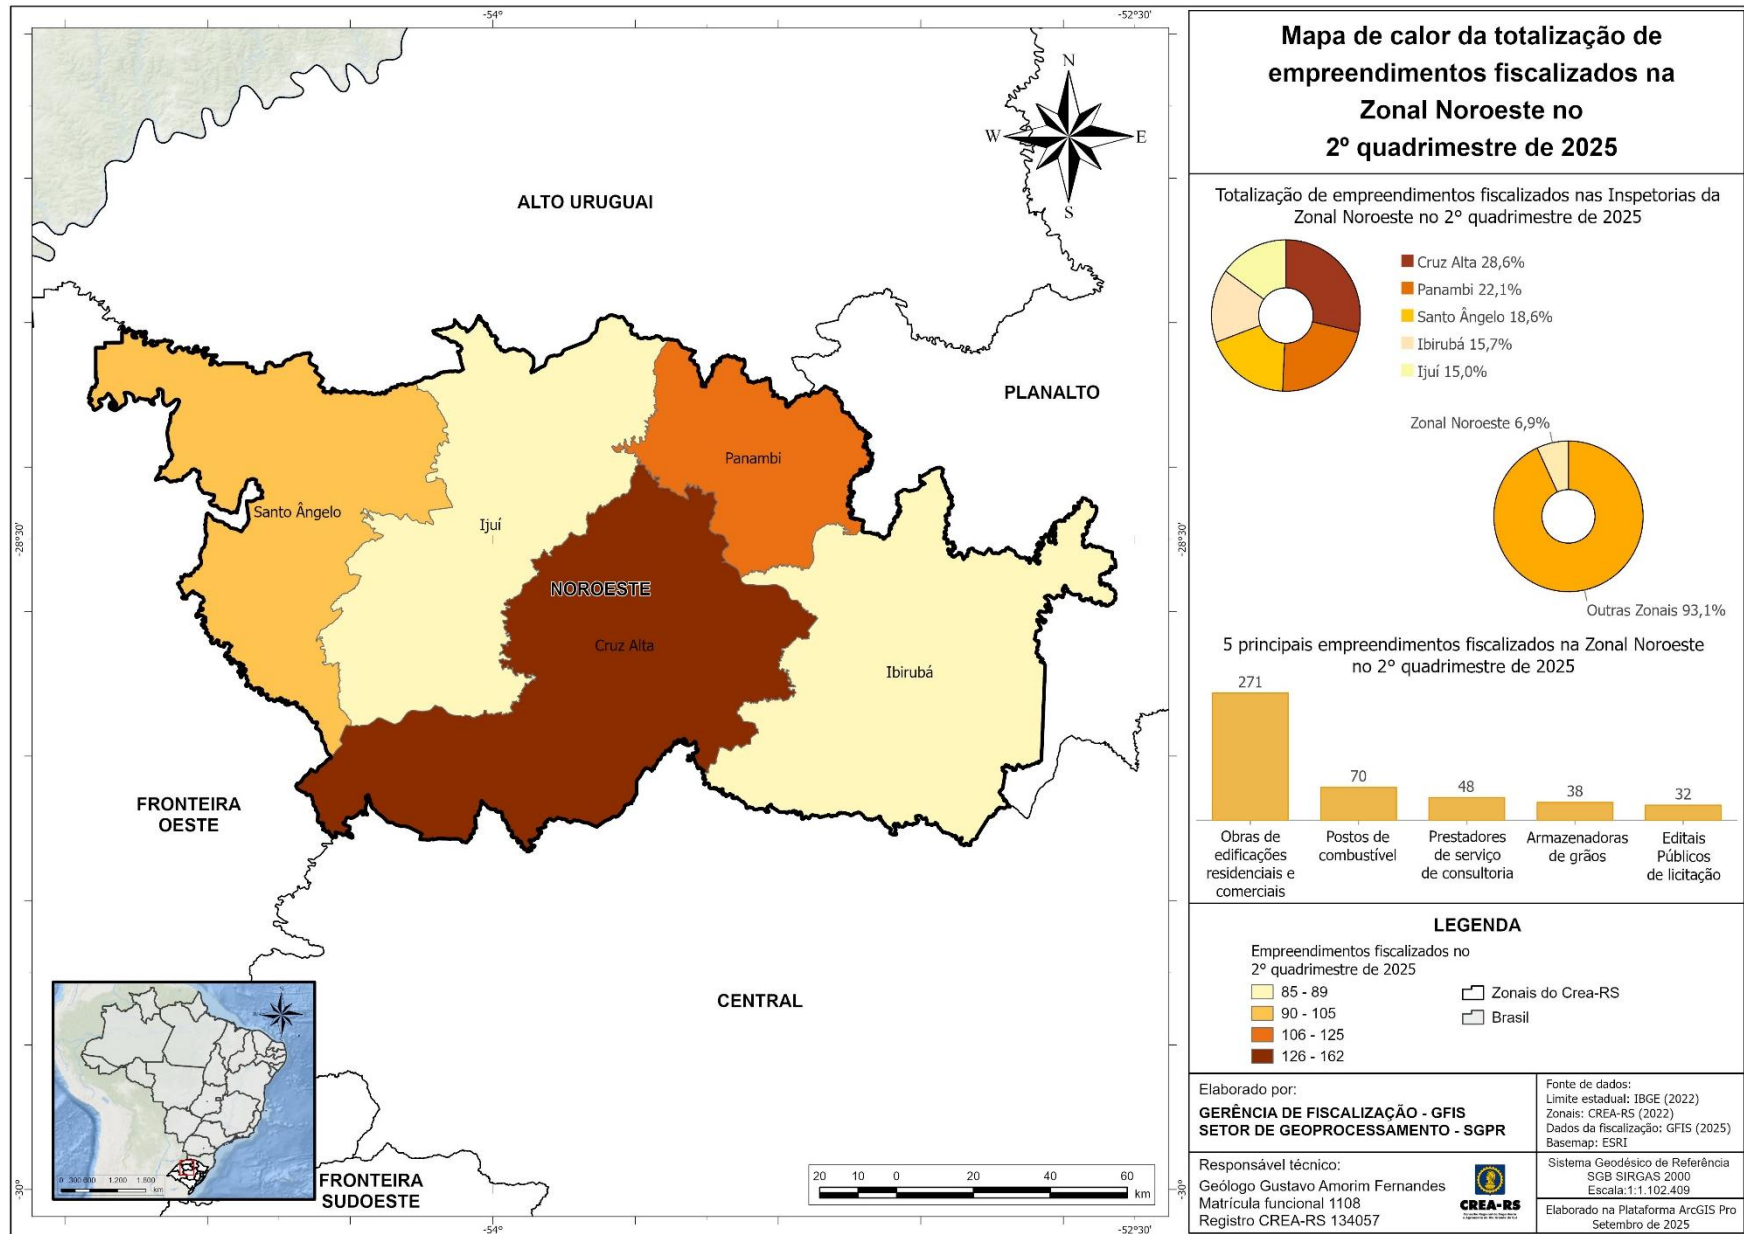 -54°
-52°30'
Mapa de calor da totalização de
empreendimentos fiscalizados na
Zonal Noroeste no
2º quadrimestre de 2025
N
W
E
S
ALTO URUGUAI
PLANALTO
Panambi
Santo Ângelo
Ijuí
NOROESTE
Cruz Alta
Ibirubá
FRONTEIRA
OESTE
CENTRAL
FRONTEIRA
SUDOESTE
-28°30'
-28°30'
-30°
-30°
-54°
-52°30'
0 300 600 1.200 1.800
km
20 10 0 20 40 60
km
Totalização de empreendimentos fiscalizados nas Inspetorias da
Zonal Noroeste no 2° quadrimestre de 2025
Cruz Alta 28,6%
Panambi 22,1%
Santo Ângelo 18,6%
Ibirubá 15,7%
Ijuí 15,0%
Zonal Noroeste 6,9%
Outras Zonais 93,1%
5 principais empreendimentos fiscalizados na Zonal Noroeste
no 2° quadrimestre de 2025
271
70
48
38
32
Obras de
edificações
residenciais e
comerciais
Postos de
combustível
Prestadores
de serviço
de consultoria
Armazenadoras
de grãos
Editais
Públicos
de licitação
LEGENDA
Empreendimentos fiscalizados no
2° quadrimestre de 2025
85 - 89
90 - 105
106 - 125
126 - 162
Zonais do Crea-RS
Brasil
Elaborado por:
GERÊNCIA DE FISCALIZAÇÃO - GFIS
SETOR DE GEOPROCESSAMENTO - SGPR
Fonte de dados:
Limite estadual: IBGE (2022)
Zonais: CREA-RS (2022)
Dados da fiscalização: GFIS (2025)
Basemap: ESRI
Responsável técnico:
Geólogo Gustavo Amorim Fernandes
Matrícula funcional 1108
Registro CREA-RS 134057
CREA-RS
Sistema Geodésico de Referência
SGB SIRGAS 2000
Escala:1:1.102.409
Elaborado na Plataforma ArcGIS Pro
Setembro de 2025